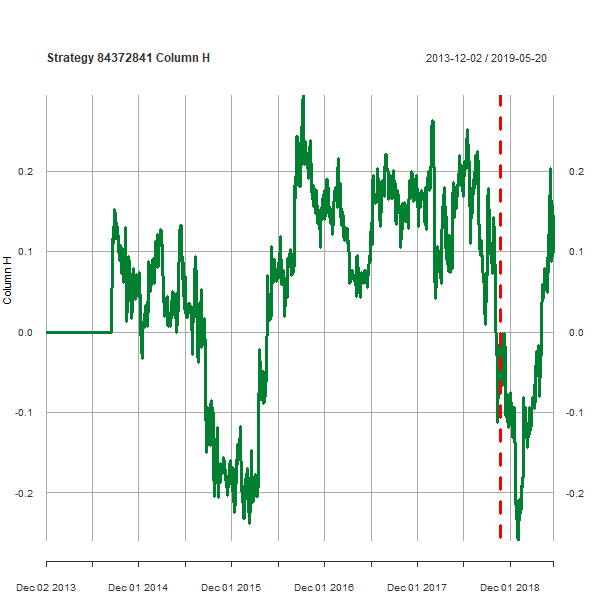 Strategy 84372841 Column H
2013-12-02 / 2019-05-20
Column H
0.2
0.1
0.0
-0.1
-0.2
0.2
0.1
0.0
-0.1
-0.2
Dec 02 2013
Dec 01 2014
Dec 01 2015
Dec 01 2016
Dec 01 2017
Dec 01 2018